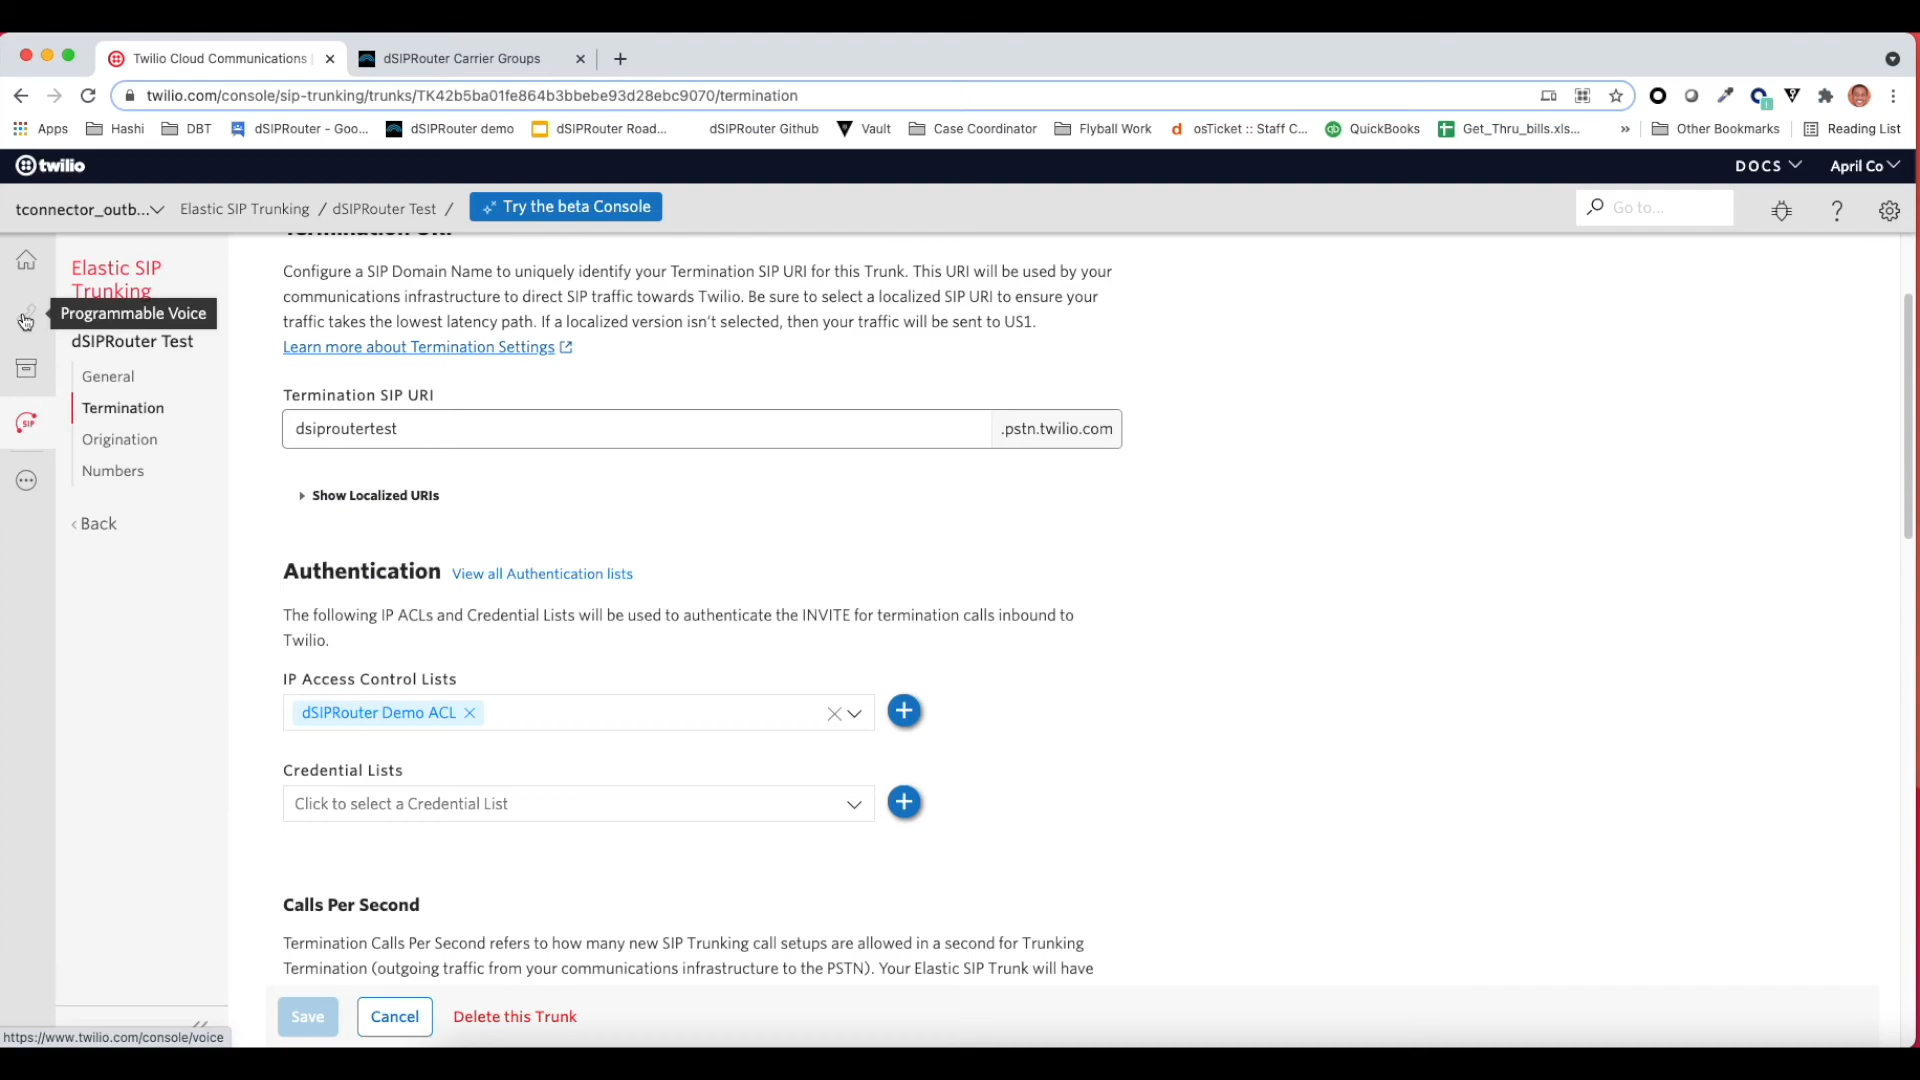 Twilio Cloud Communications
dSIPRouter Carrier Groups
twilio.com/console/sip-trunking/trunks/TK42b5ba01fe864b3bbebe93d28ebc9070/termination
Apps Hashi DBT dSIPRouter - Goo... dSIPRouter demo dSIPRouter Road... dSIPRouter Github Vault Case Coordinator Flyball Work osTicket :: Staff C... QuickBooks Get_Thru_bills.xls... » Other Bookmarks Reading List
twilio
DOCS April Co
tconnector_outb... Elastic SIP Trunking / dSIPRouter Test / Try the beta Console Go to...
Elastic SIP
Trunking
Programmable Voice
dSIPRouter Test
General
Termination
Origination
Numbers
‹ Back
SIP
Termination URI
Configure a SIP Domain Name to uniquely identify your Termination SIP URI for this Trunk. This URI will be used by your
communications infrastructure to direct SIP traffic towards Twilio. Be sure to select a localized SIP URI to ensure your
traffic takes the lowest latency path. If a localized version isn't selected, then your traffic will be sent to US1.
Learn more about Termination Settings
Termination SIP URI
dsiproutertest .pstn.twilio.com
Show Localized URIs
Authentication View all Authentication lists
The following IP ACLs and Credential Lists will be used to authenticate the INVITE for termination calls inbound to
Twilio.
IP Access Control Lists
dSIPRouter Demo ACL
Credential Lists
Click to select a Credential List
Calls Per Second
Termination Calls Per Second refers to how many new SIP Trunking call setups are allowed in a second for Trunking
Termination (outgoing traffic from your communications infrastructure to the PSTN). Your Elastic SIP Trunk will have
Save Cancel Delete this Trunk
https://www.twilio.com/console/voice